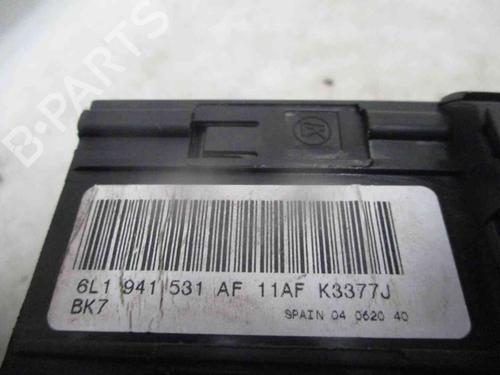 B-PARTS
K
6L1 941 531 AF 11AF K3377J
BK7
SPAIN 04 0620 40